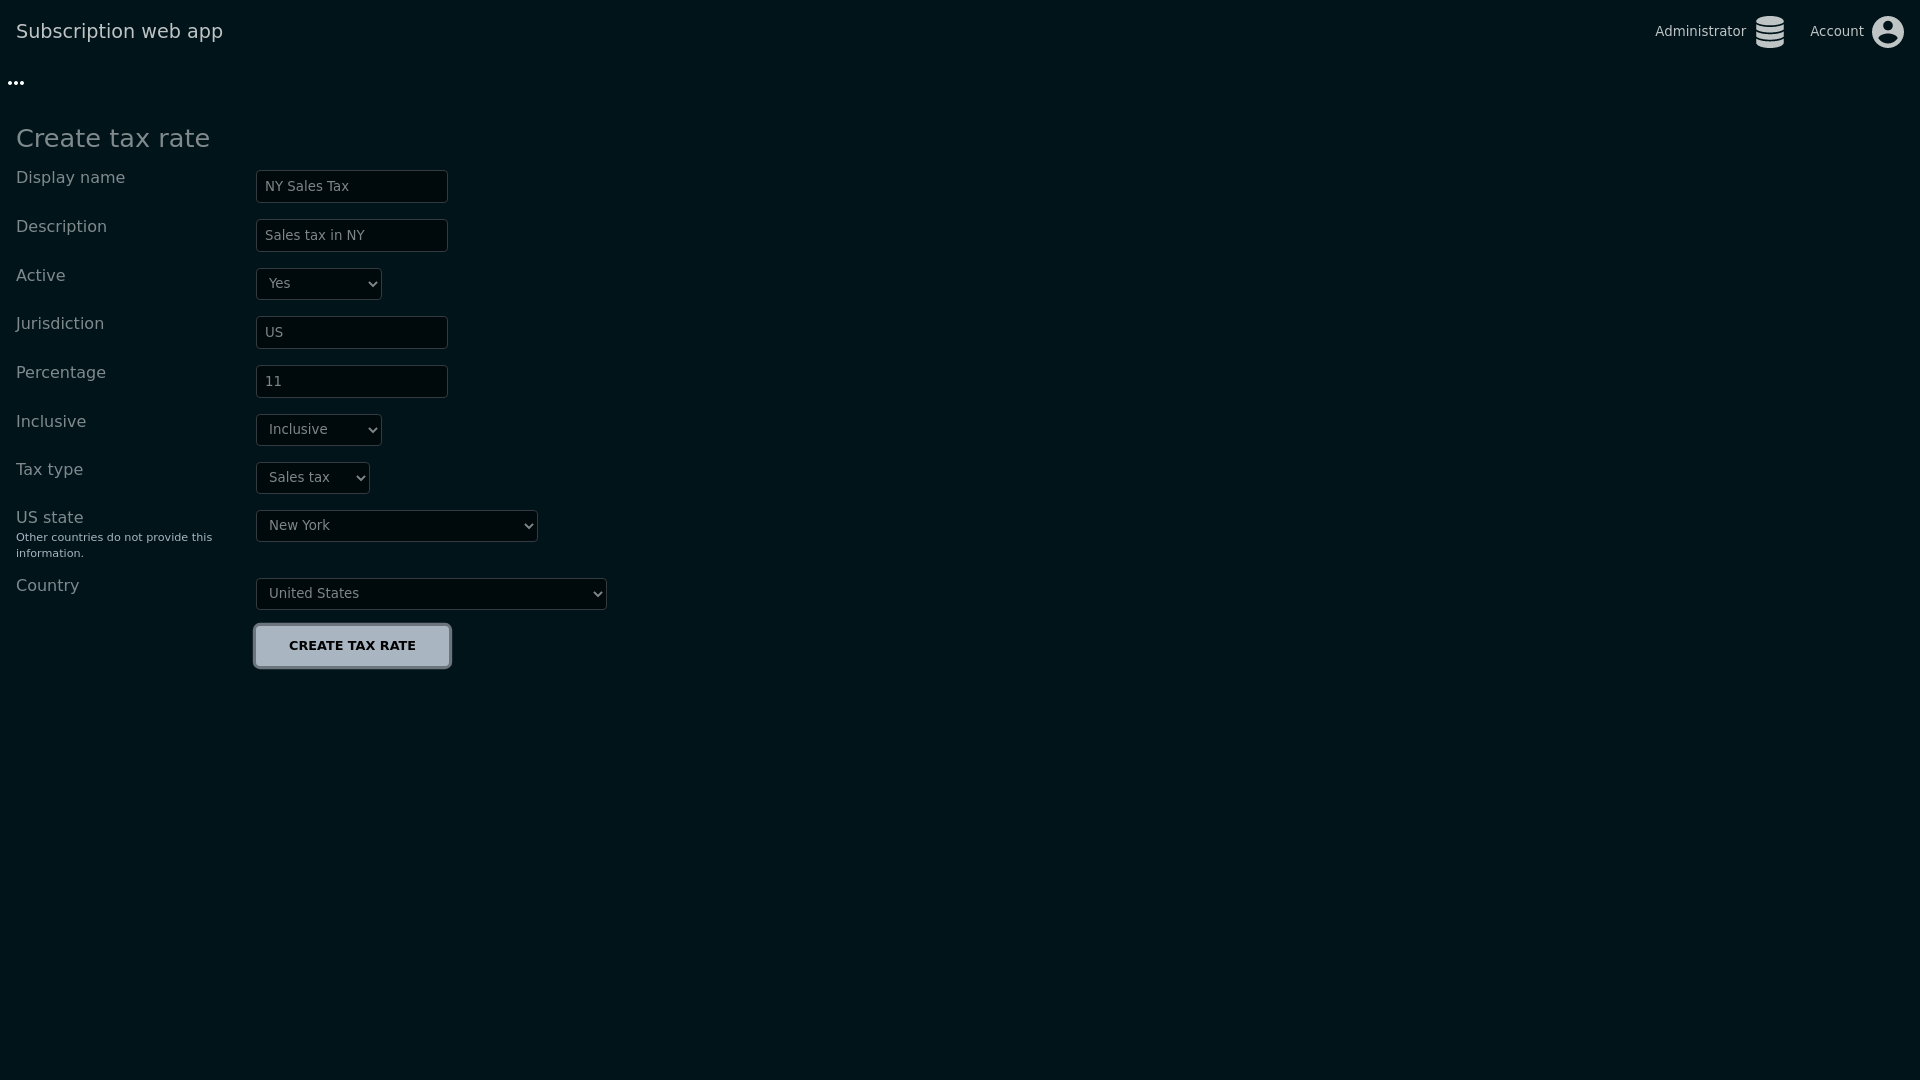 Subscription web app
Administrator
Account
Create tax rate
Display name
NY Sales Tax
Description
Sales tax in NY
Active
Yes
Jurisdiction
US
Percentage
11
Inclusive
Inclusive
Tax type
Sales tax
US state
Other countries do not provide this
information.
New York
Country
United States
CREATE TAX RATE